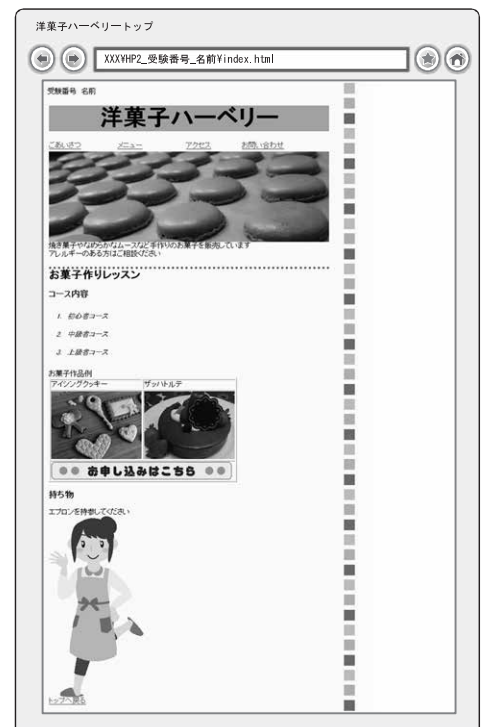 洋菓子ハーベリートップ
XXX¥HP2_受験番号_名前¥index.html
受験番号 名前
洋菓子ハーベリー
ごあいさつ メニュー アクセス お問い合わせ
焼き菓子やなめらかなムースなど手作りのお菓子を販売しています
アレルギーのある方はご相談ください
お菓子作りレッスン
コース内容
1. 初心者コース
2. 中級者コース
3. 上級者コース
お菓子作品例
アイシングクッキー ザッハトルテ
お申し込みはこちら
持ち物
エプロンを持参してください
トップへ戻る